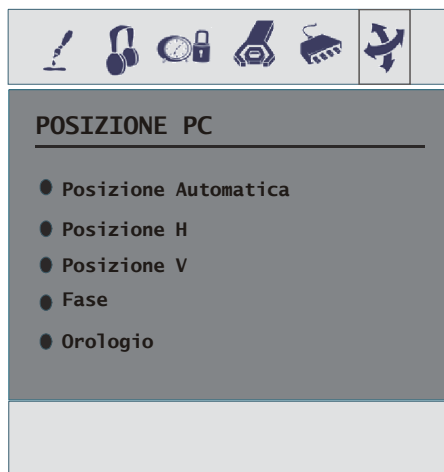 POSIZIONE PC
Posizione Automatica
Posizione H
Posizione V
Fase
Orologio